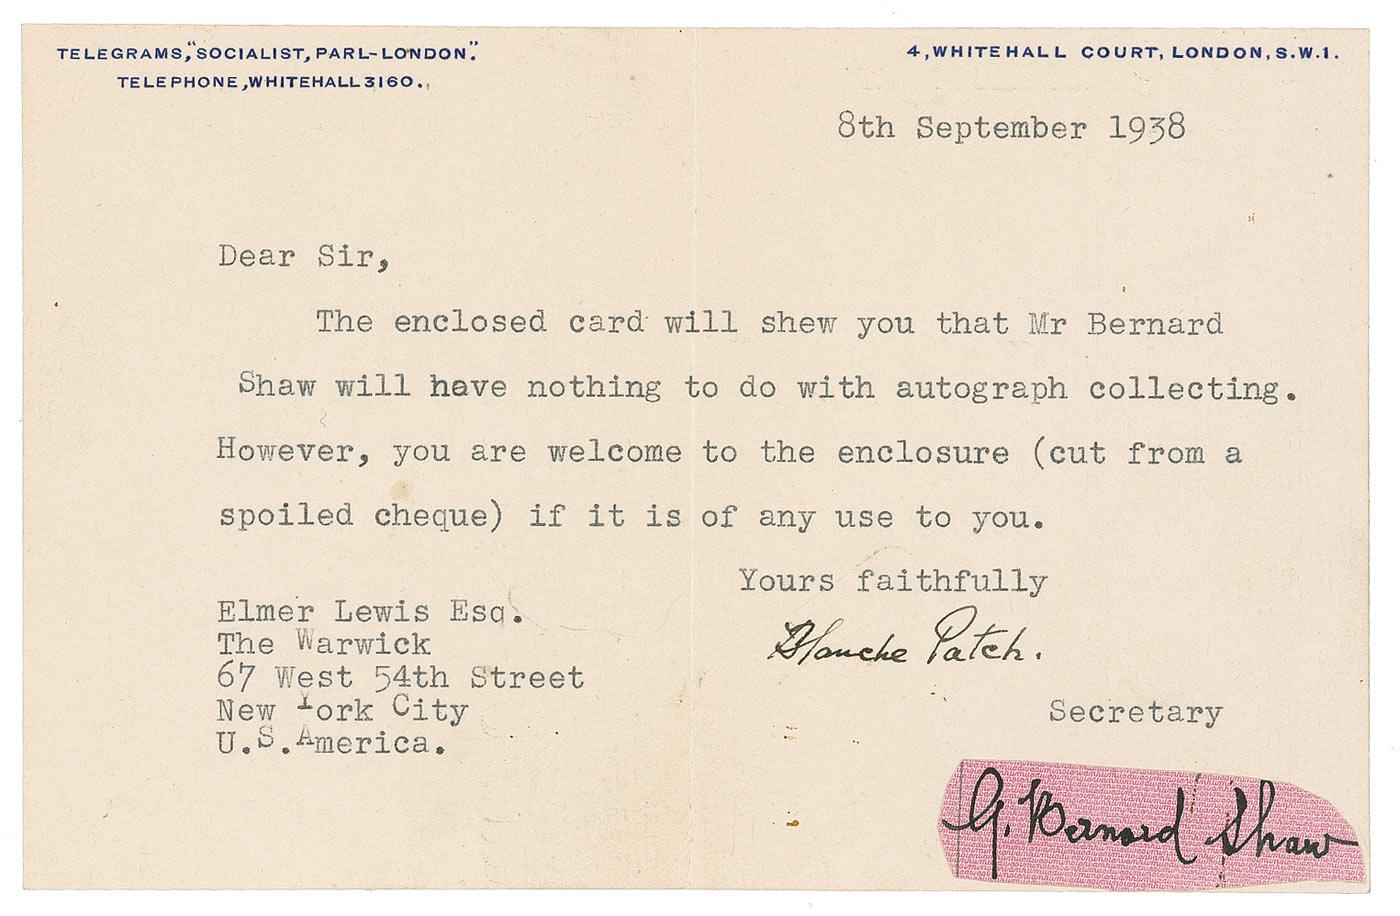 TELEGRAMS, "SOCIALIST, PARL-LONDON."
TELEPHONE, WHITEHALL 3160.
4, WHITEHALL COURT, LONDON, S.W.1.
8th September 1938
Dear Sir,
The enclosed card will shew you that Mr Bernard
Shaw will have nothing to do with autograph collecting.
However, you are welcome to the enclosure (cut from a
spoiled cheque) if it is of any use to you.
Yours faithfully
Blanche Patch.
Secretary
Elmer Lewis Esq.
The Warwick
67 West 54th Street
New York City
U.S.America.
G. Bernard Shaw